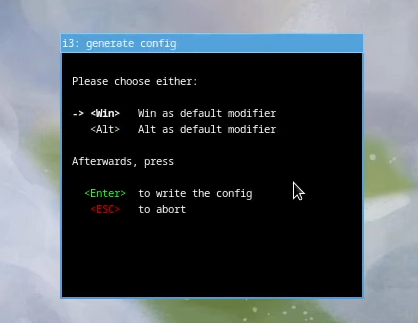 i3: generate config
Please choose either:
-> <Win> Win as default modifier
<Alt> Alt as default modifier
Afterwards, press
<Enter> to write the config
<ESC> to abort